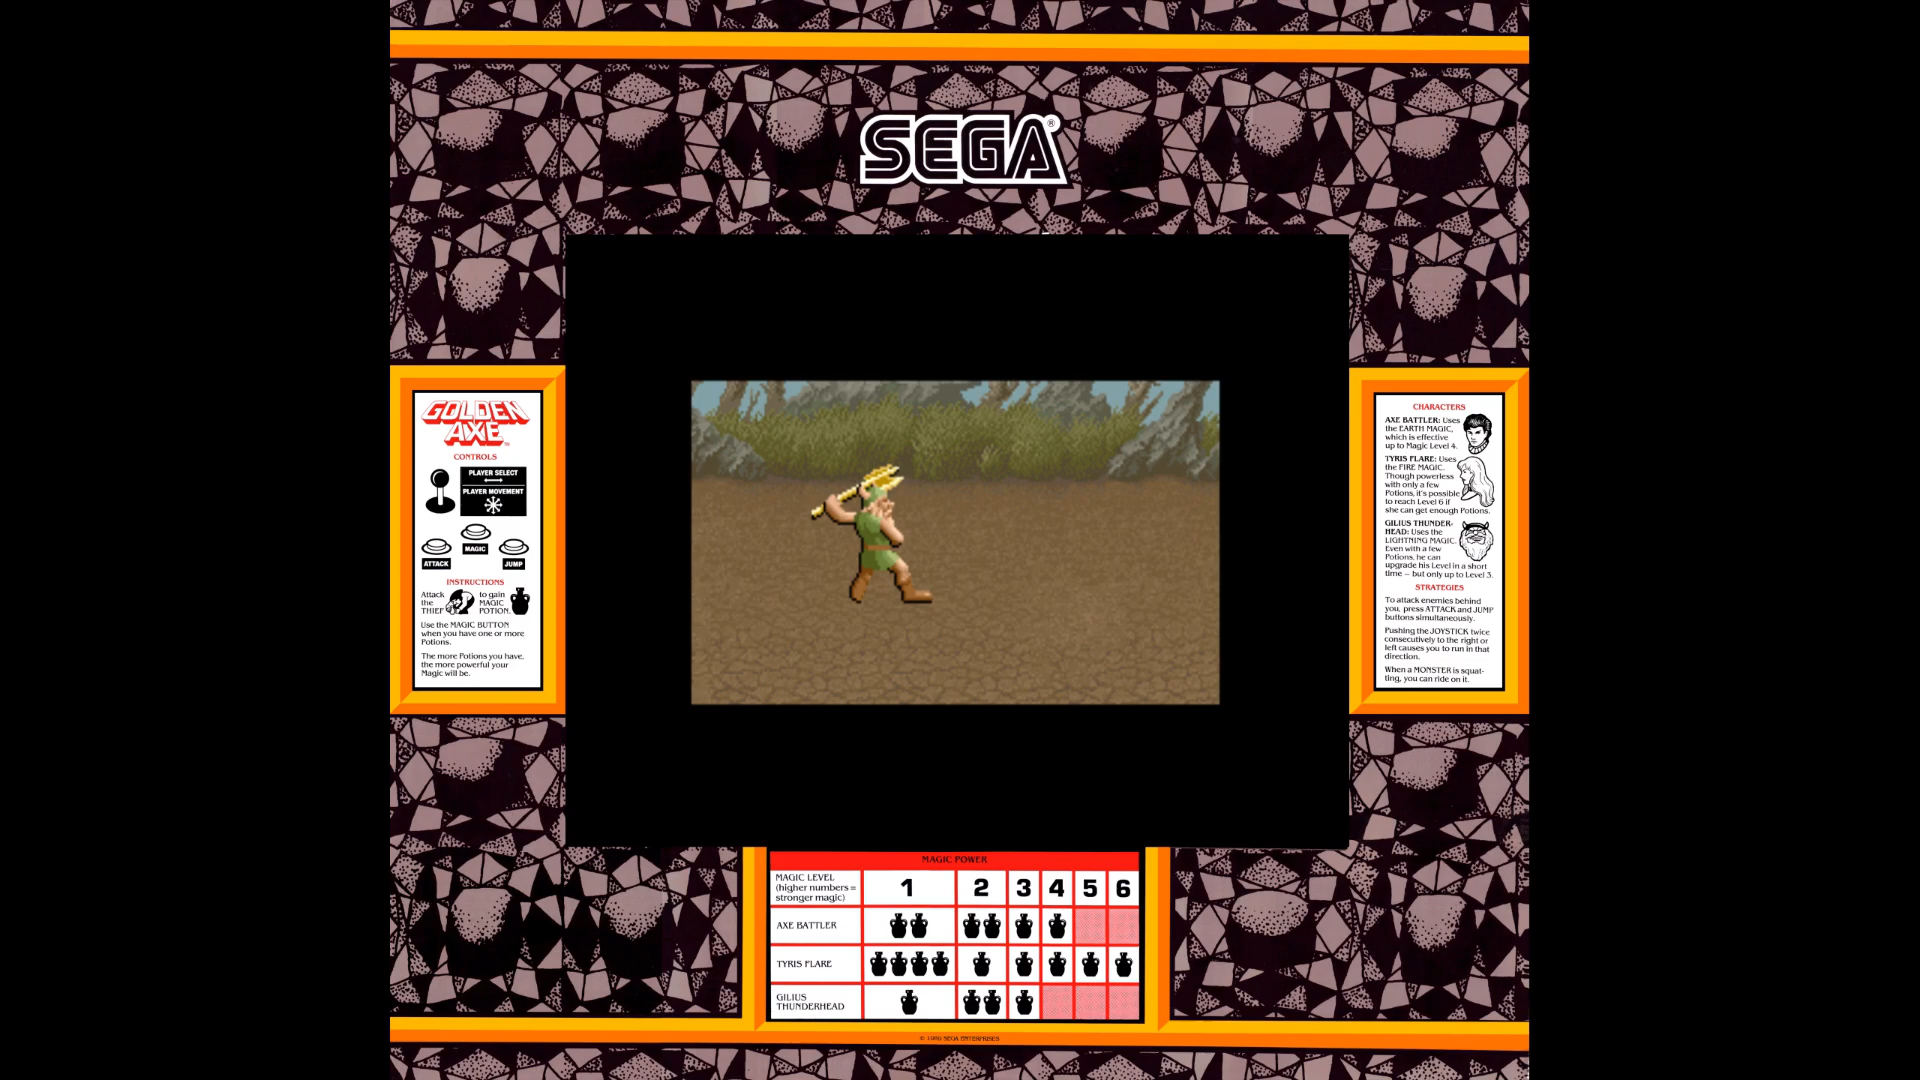 SEGA®
GOLDEN
AXE™
CONTROLS
PLAYER SELECT
PLAYER MOVEMENT
MAGIC
ATTACK
JUMP
INSTRUCTIONS
Attack
the
THIEF
to gain
MAGIC
POTION.
Use the MAGIC BUTTON
when you have one or more
Potions.
The more Potions you have,
the more powerful your
Magic will be.
CHARACTERS
AXE BATTLER: Uses
the EARTH MAGIC,
which is effective
up to Magic Level 4.
TYRIS FLARE: Uses
the FIRE MAGIC.
Though powerless
with only a few
Potions, it's possible
to reach Level 6 if
she can get enough Potions.
GILIUS THUNDER-
HEAD: Uses the
LIGHTNING MAGIC.
Even with a few
Potions, he can
upgrade his Level in a short
time – but only up to Level 3.
STRATEGIES
To attack enemies behind
you, press ATTACK and JUMP
buttons simultaneously.
Pushing the JOYSTICK twice
consecutively to the right or
left causes you to run in that
direction.
When a MONSTER is squat-
ting, you can ride on it.
MAGIC POWER
MAGIC LEVEL
(higher numbers =
stronger magic)
1 2 3 4 5 6
AXE BATTLER
TYRIS FLARE
GILIUS
THUNDERHEAD
SEGA ENTERPRISES